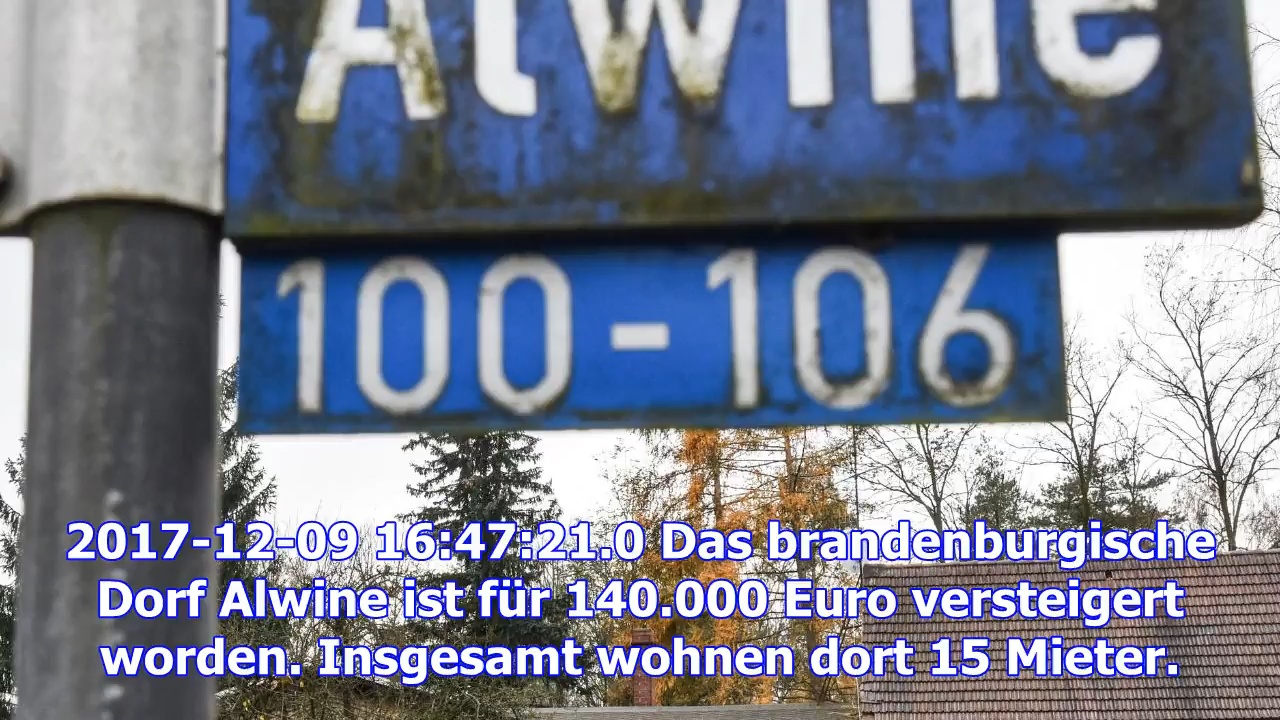 Alwine
100-106
2017-12-09 16:47:21.0 Das brandenburgische
Dorf Alwine ist für 140.000 Euro versteigert
worden. Insgesamt wohnen dort 15 Mieter.